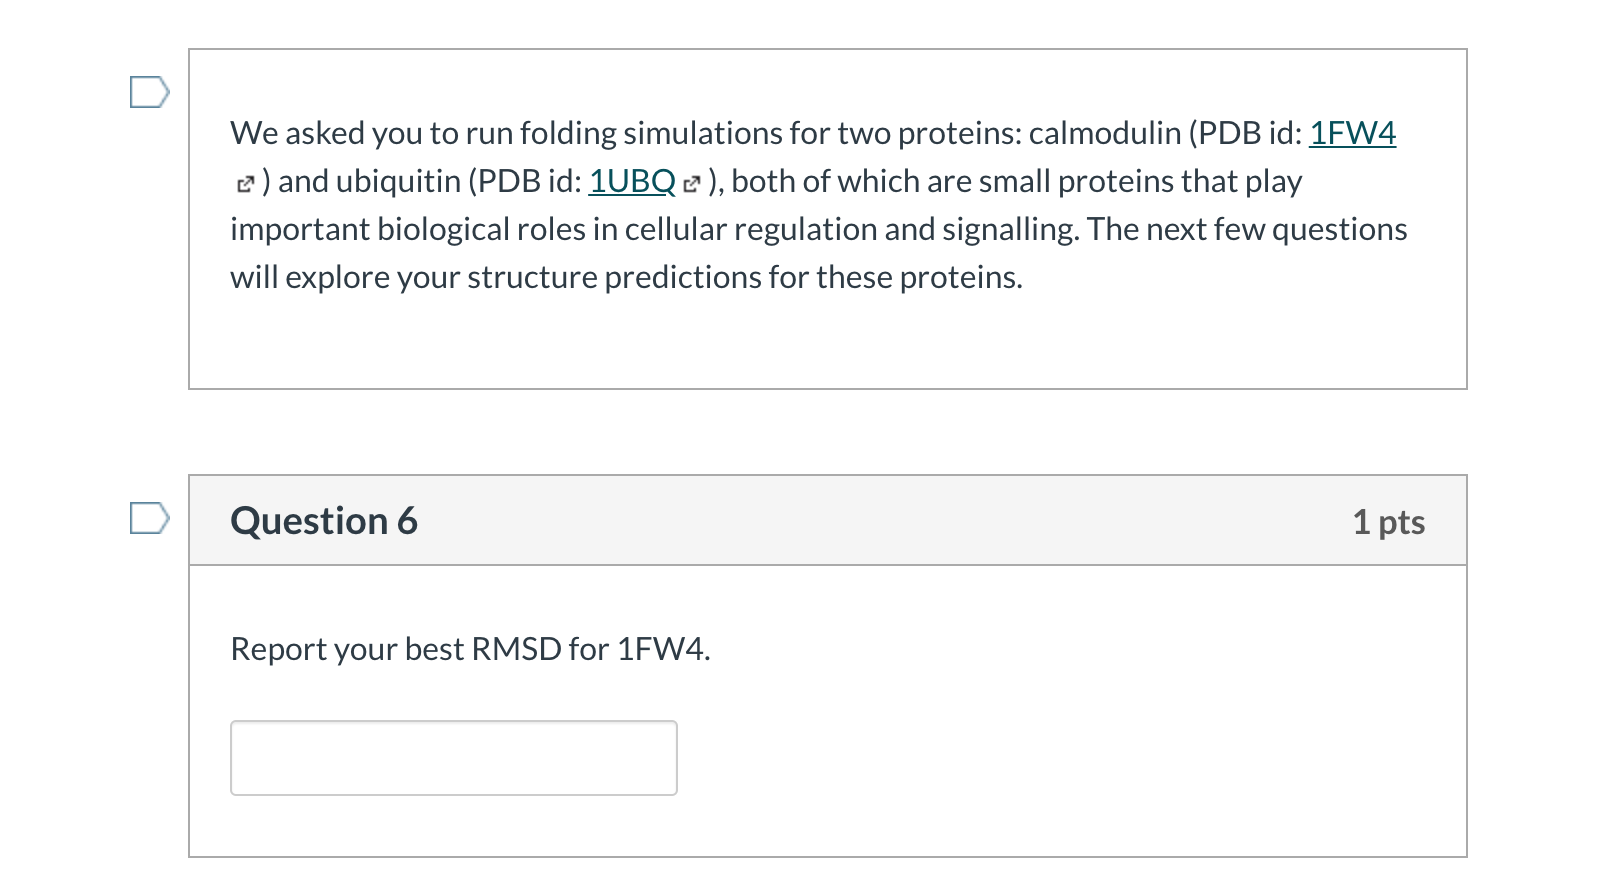 We asked you to run folding simulations for two proteins: calmodulin (PDB id: 1FW4
) and ubiquitin (PDB id: 1UBQ ), both of which are small proteins that play
important biological roles in cellular regulation and signalling. The next few questions
will explore your structure predictions for these proteins.
Question 6 1 pts
Report your best RMSD for 1FW4.